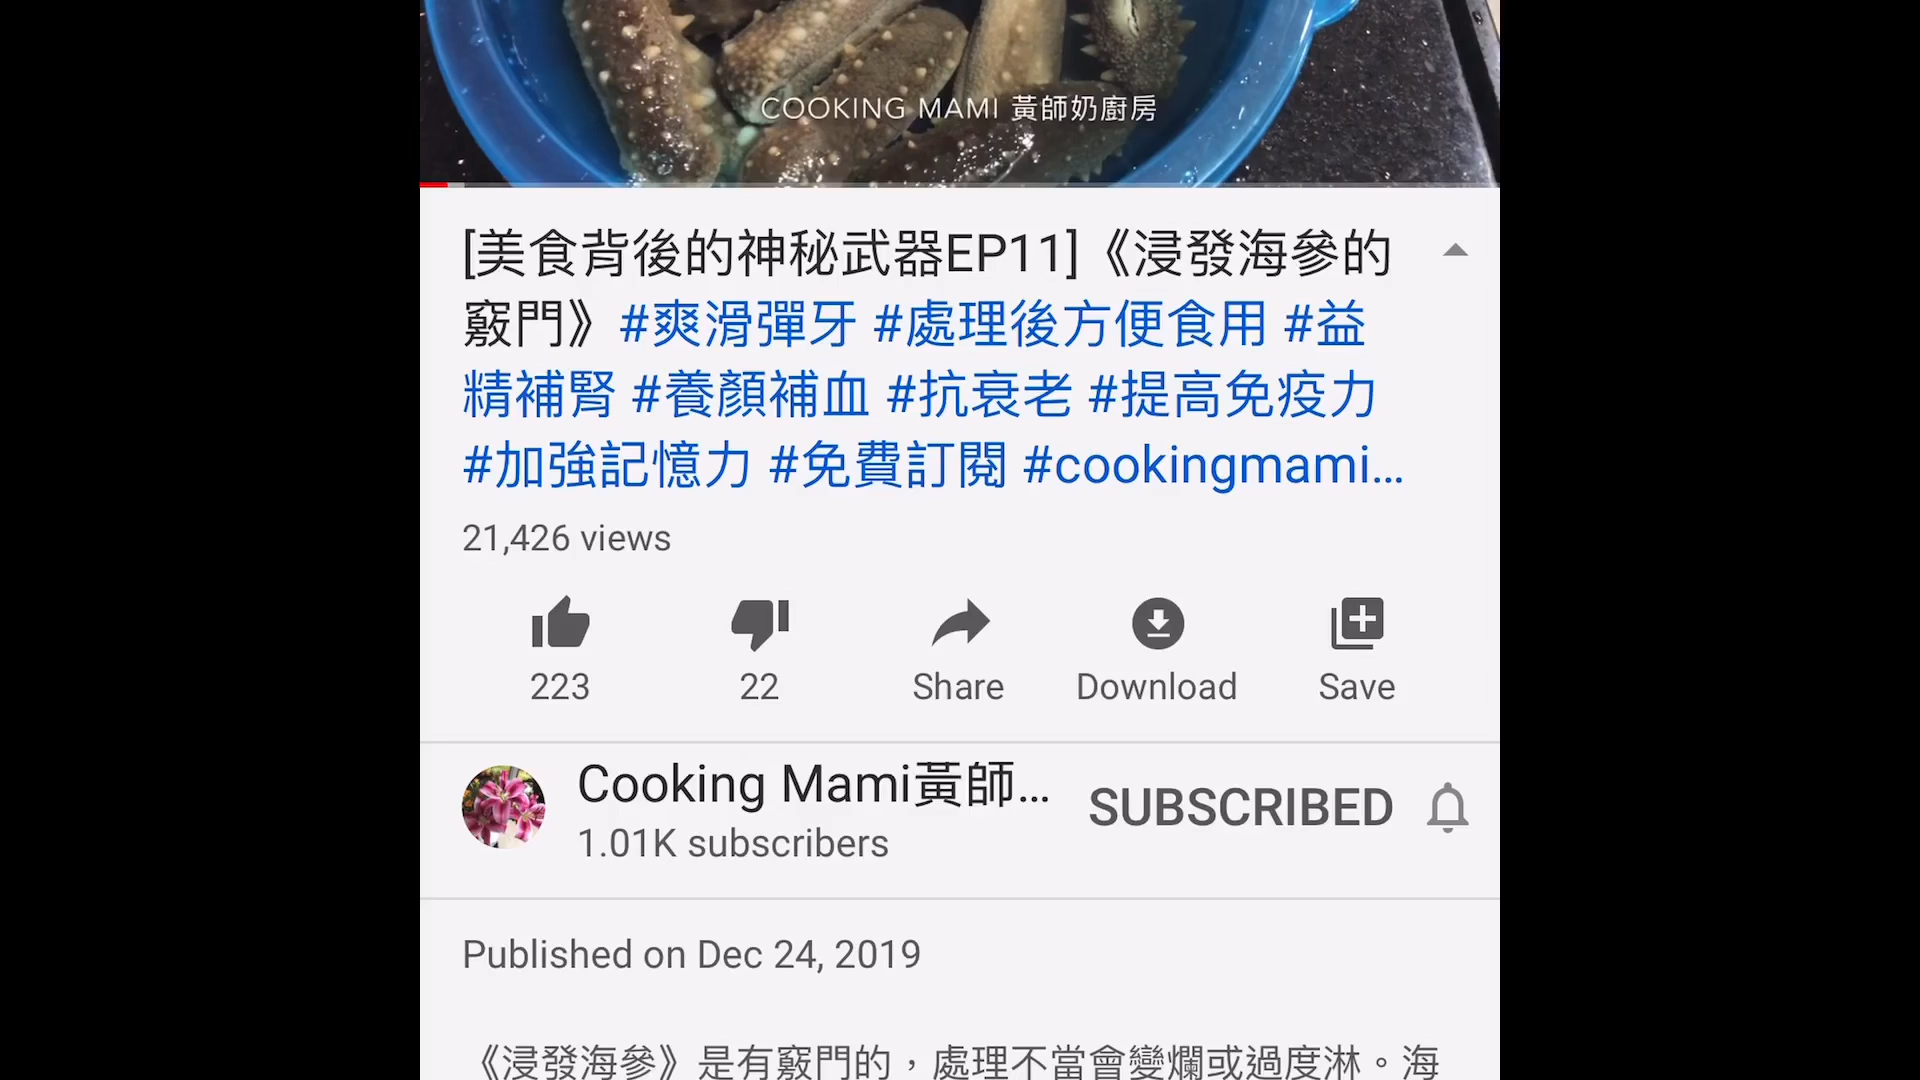 COOKING MAMI 黃師奶廚房
[美食背後的神秘武器EP11]《浸發海參的
竅門》#爽滑彈牙 #處理後方便食用 #益
精補腎 #養顏補血 #抗衰老 #提高免疫力
#加強記憶力 #免費訂閱 #cookingmami...
21,426 views
223 22 Share Download Save
Cooking Mami黃師... SUBSCRIBED
1.01K subscribers
Published on Dec 24, 2019
《浸發海參》是有竅門的，處理不當會變爛或過度淋。海